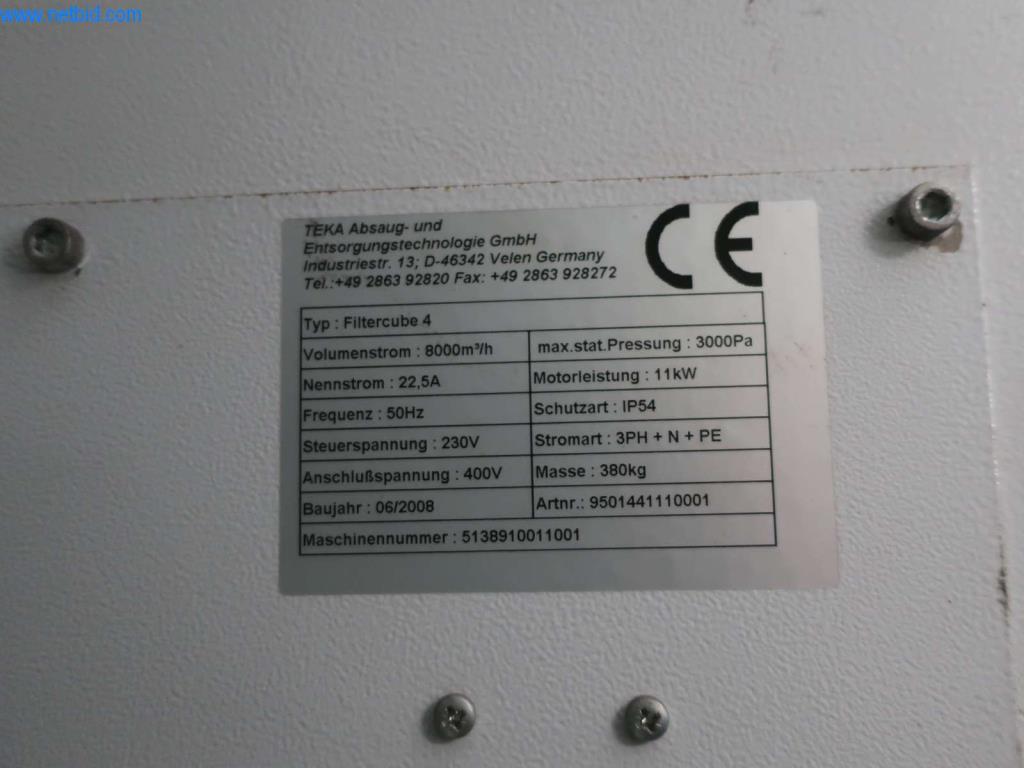 www.netbid.com
TEKA Absaug- und
Entsorgungstechnologie GmbH
Industriestr. 13; D-46342 Velen Germany
Tel.:+49 2863 92820 Fax: +49 2863 928272
CE
Typ : Filtercube 4
Volumenstrom : 8000m³/h max.stat.Pressung : 3000Pa
Nennstrom : 22,5A Motorleistung : 11kW
Frequenz : 50Hz Schutzart : IP54
Steuerspannung : 230V Stromart : 3PH + N + PE
Anschlußspannung : 400V Masse : 380kg
Baujahr : 06/2008 Artnr.: 9501441110001
Maschinennummer : 5138910011001